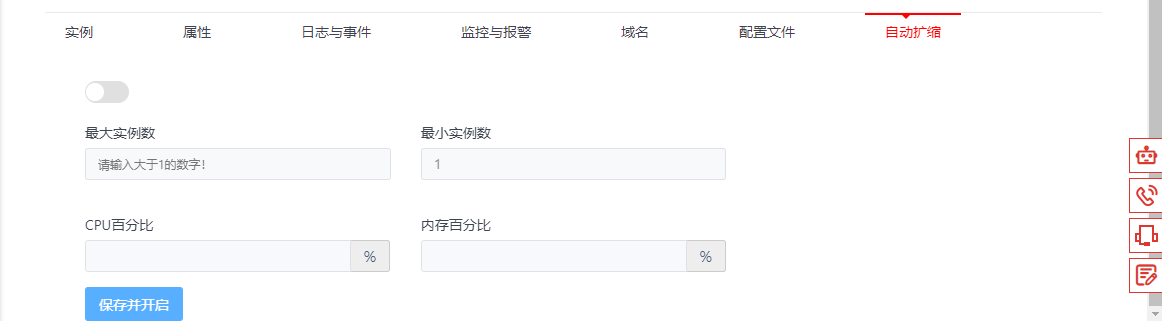 实例 属性 日志与事件 监控与报警 域名 配置文件 自动扩缩
最大实例数 最小实例数
请输入大于1的数字! 1
CPU百分比 内存百分比
% %
保存并开启